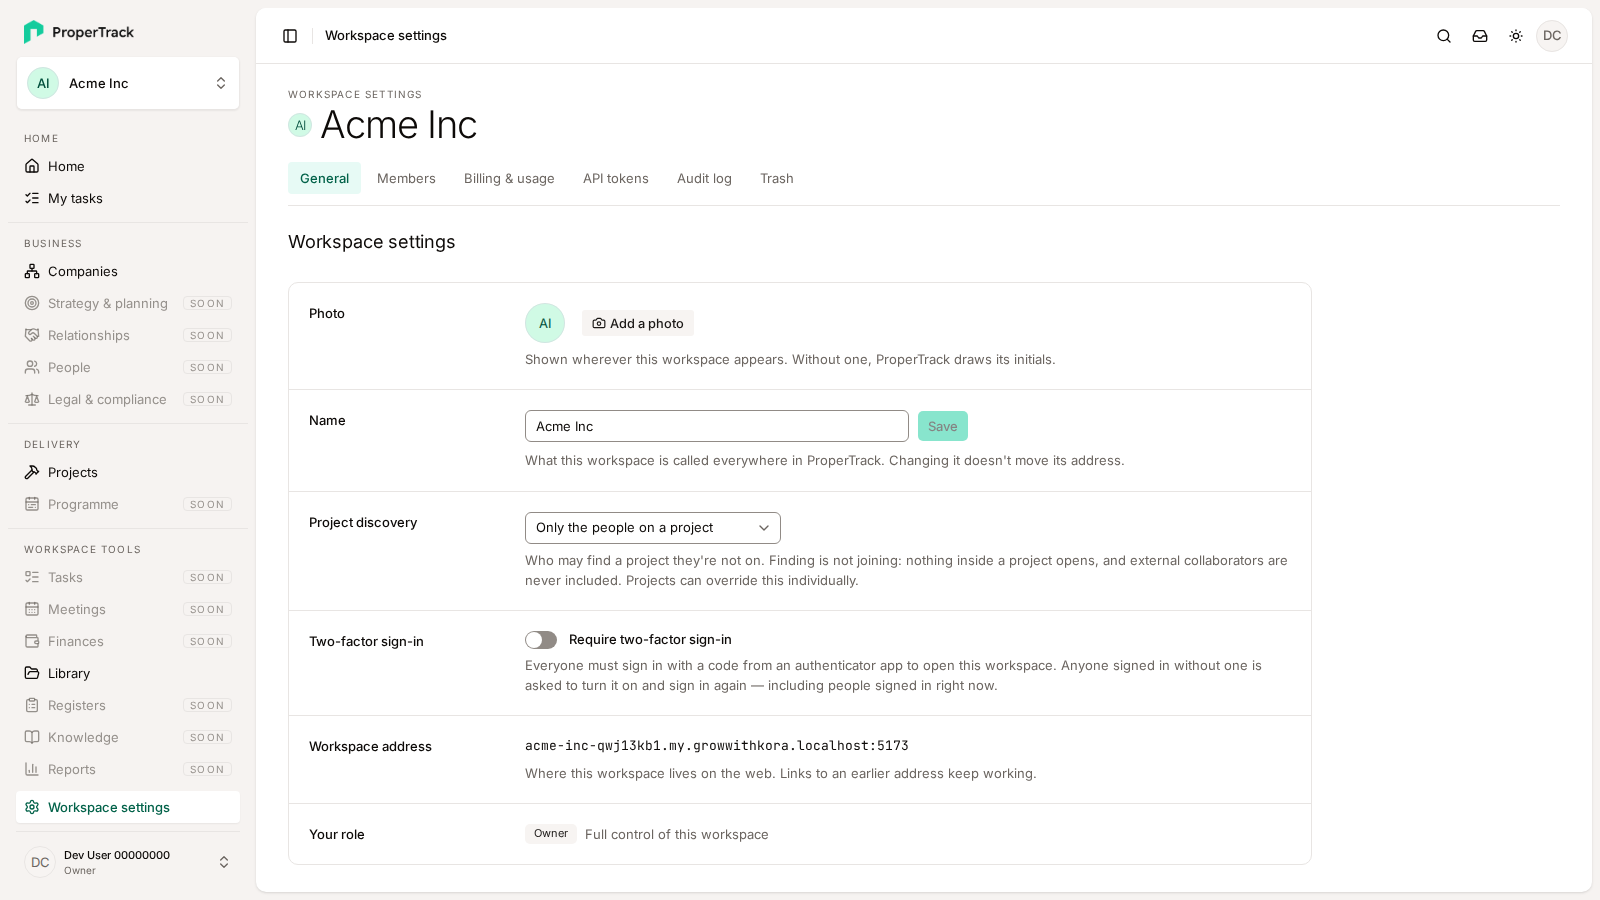 ProperTrack
AI Acme Inc
HOME
Home
My tasks
BUSINESS
Companies
Strategy & planning SOON
Relationships SOON
People SOON
Legal & compliance SOON
DELIVERY
Projects
Programme SOON
WORKSPACE TOOLS
Tasks SOON
Meetings SOON
Finances SOON
Library
Registers SOON
Knowledge SOON
Reports SOON
Workspace settings
DC Dev User 00000000
Owner
Workspace settings
DC
WORKSPACE SETTINGS
AI Acme Inc
General Members Billing & usage API tokens Audit log Trash
Workspace settings
Photo
AI Add a photo
Shown wherever this workspace appears. Without one, ProperTrack draws its initials.
Name
Acme Inc Save
What this workspace is called everywhere in ProperTrack. Changing it doesn't move its address.
Project discovery
Only the people on a project
Who may find a project they're not on. Finding is not joining: nothing inside a project opens, and external collaborators are
never included. Projects can override this individually.
Two-factor sign-in
Require two-factor sign-in
Everyone must sign in with a code from an authenticator app to open this workspace. Anyone signed in without one is
asked to turn it on and sign in again — including people signed in right now.
Workspace address
acme-inc-qwj13kb1.my.growwithkora.localhost:5173
Where this workspace lives on the web. Links to an earlier address keep working.
Your role
Owner Full control of this workspace